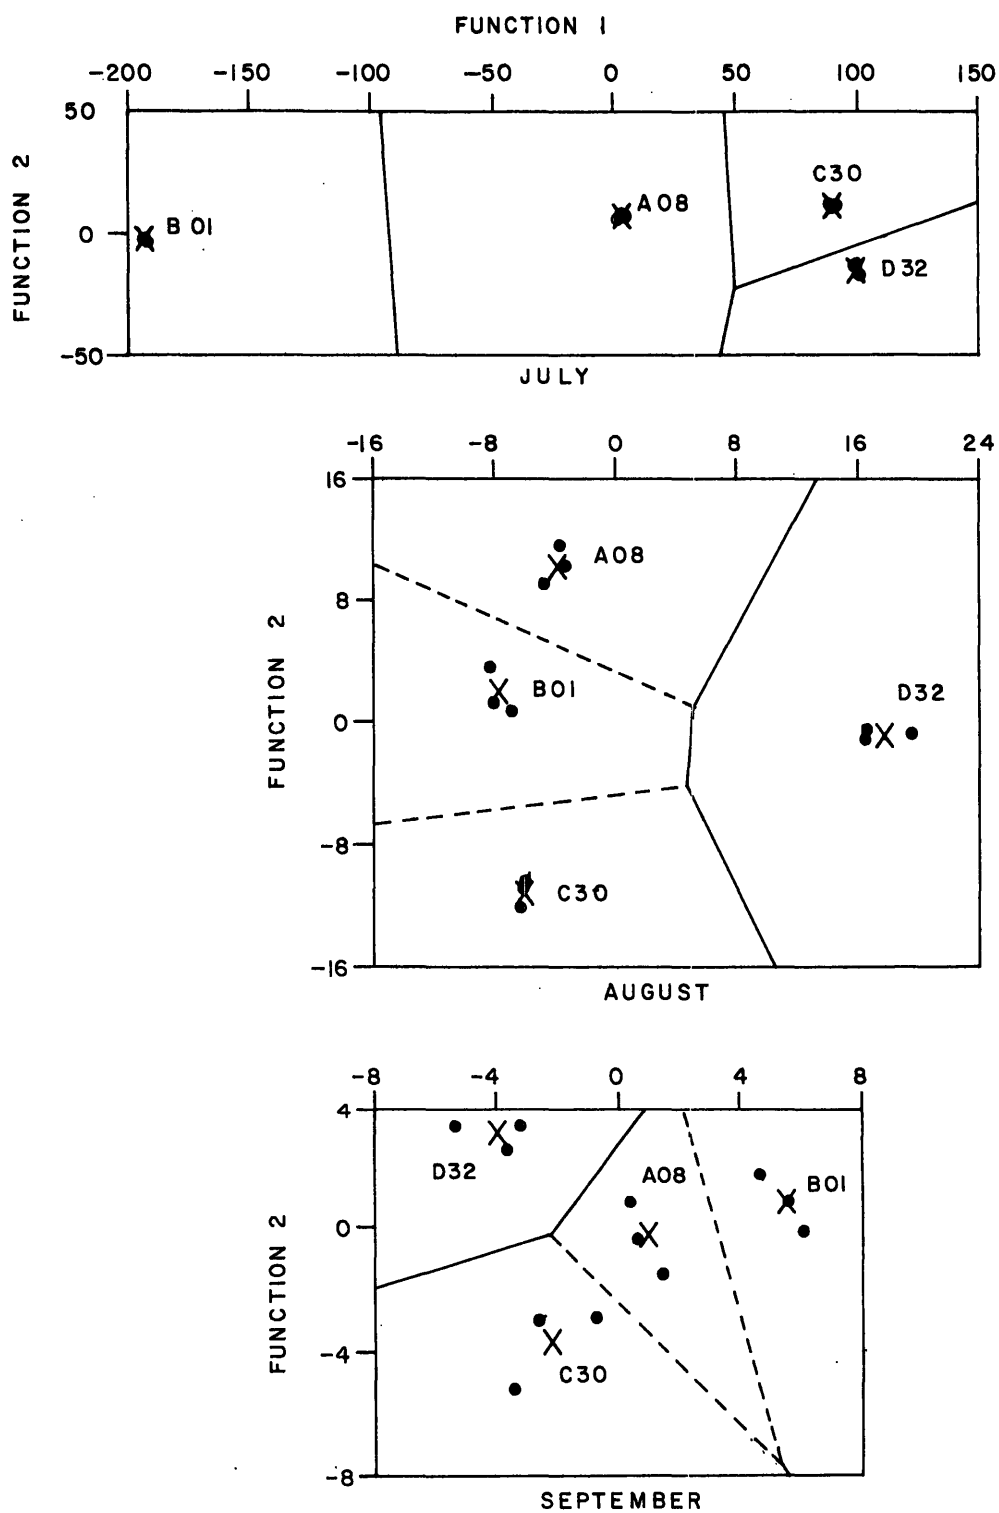 FUNCTION 1
-200 -150 -100 -50 0 50 100 150
50
FUNCTION 2
C30
A08
B01
0
D32
-50
JULY
-16 -8 0 8 16 24
16
A08
8
FUNCTION 2
B01
D32
0
-8
C30
-16
AUGUST
-8 -4 0 4 8
4
D32
A08
B01
0
FUNCTION 2
-4
C30
-8
SEPTEMBER